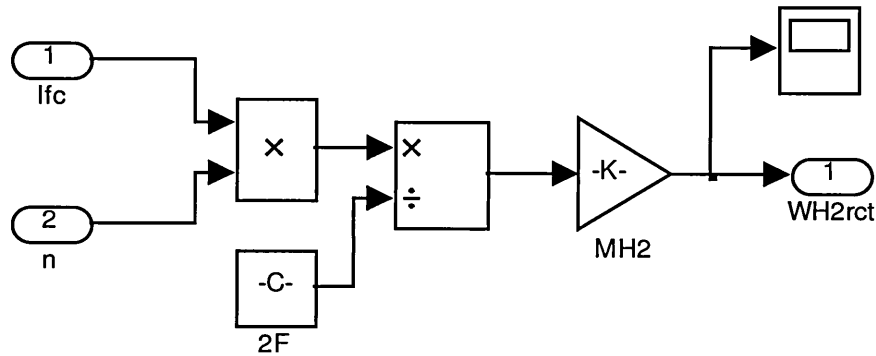 1
Ifc
2
n
×
-C-
2F
×
÷
-K-
MH2
1
WH2rct